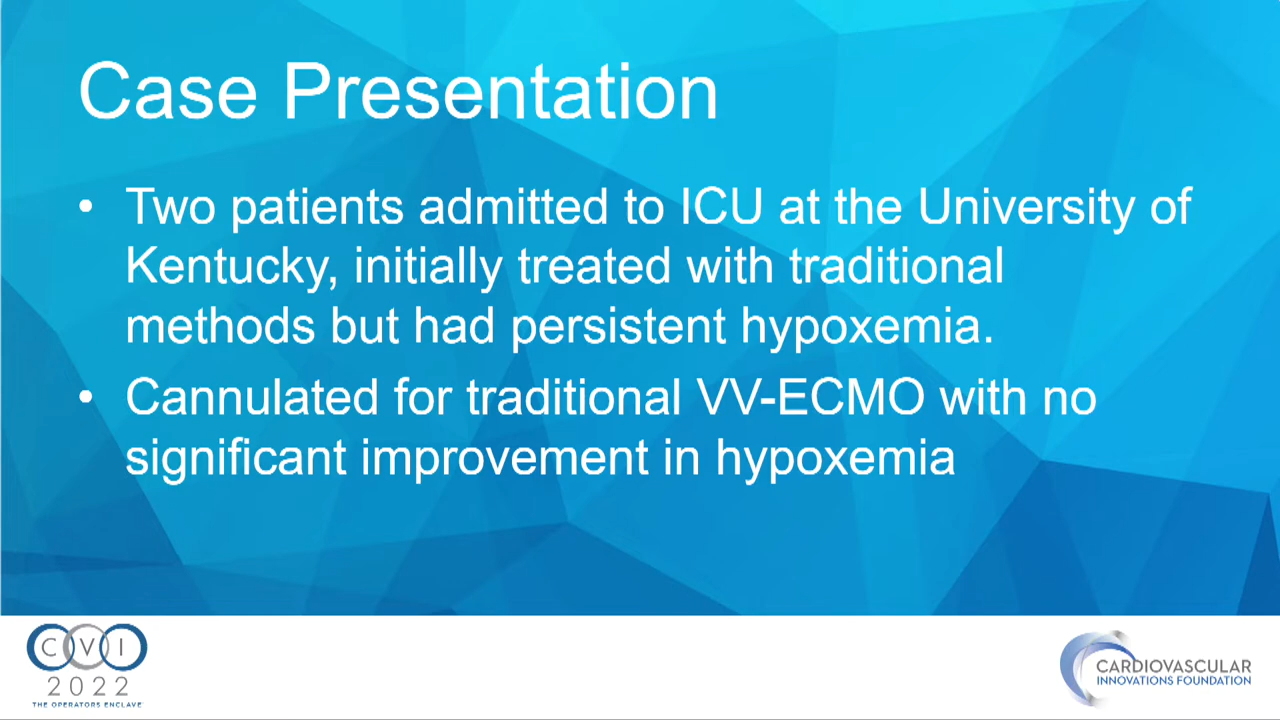 Case Presentation
• Two patients admitted to ICU at the University of
Kentucky, initially treated with traditional
methods but had persistent hypoxemia.
• Cannulated for traditional VV-ECMO with no
significant improvement in hypoxemia
CVI
2022
THE OPERATORS ENCLAVE
CARDIOVASCULAR
INNOVATIONS FOUNDATION